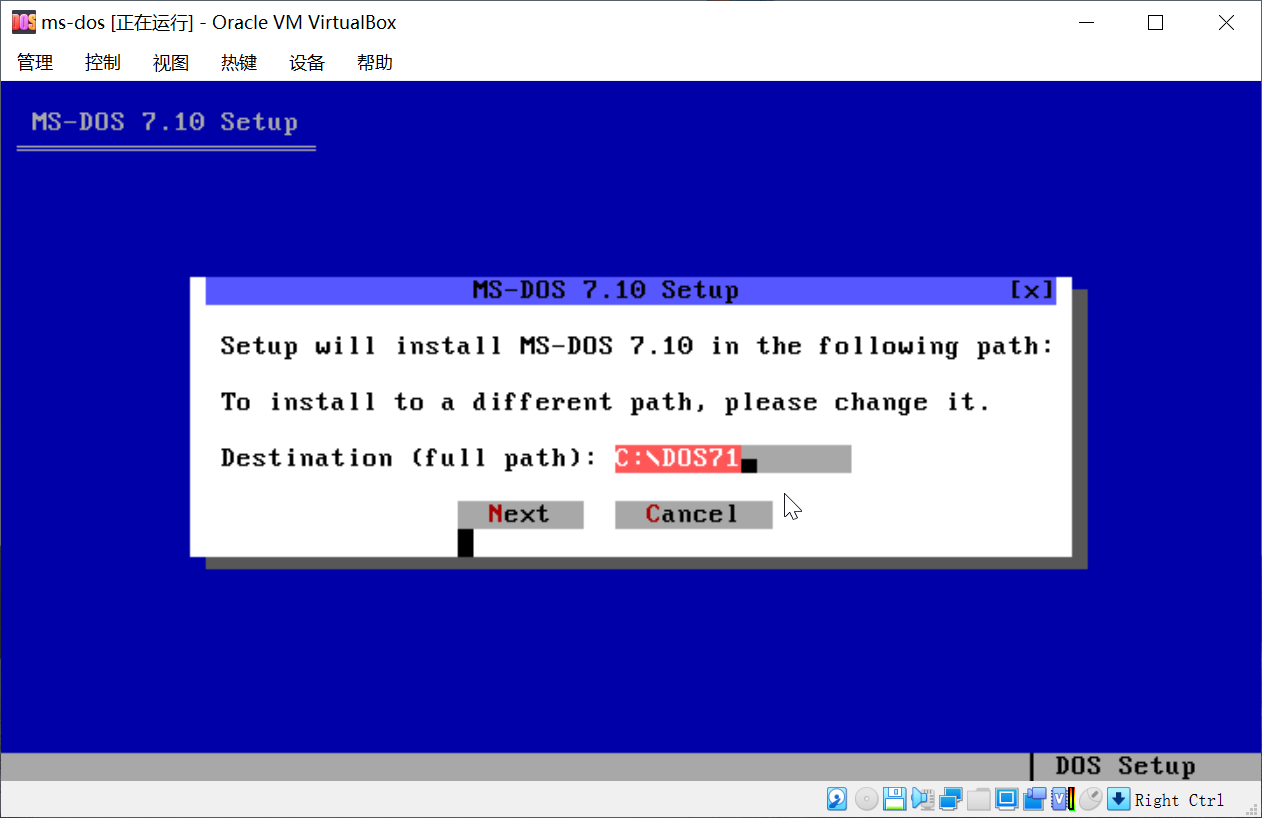 ms-dos [正在运行] - Oracle VM VirtualBox
管理 控制 视图 热键 设备 帮助
MS-DOS 7.10 Setup
MS-DOS 7.10 Setup [x]
Setup will install MS-DOS 7.10 in the following path:
To install to a different path, please change it.
Destination (full path): C:\DOS71
Next Cancel
DOS Setup
Right Ctrl